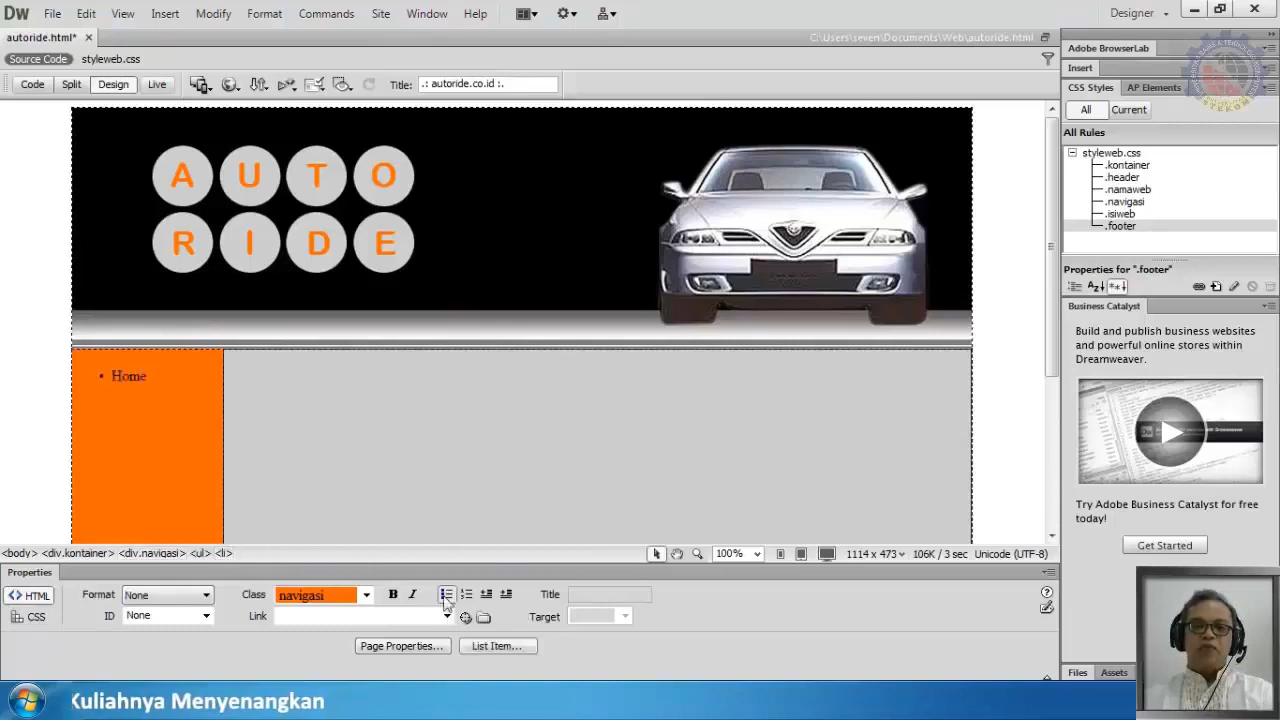 Dw File Edit View Insert Modify Format Commands Site Window Help Designer
autoride.html* C:\Users\seven\Documents\Web\autoride.html
Source Code styleweb.css
Code Split Design Live Title: .: autoride.co.id :.
Adobe BrowserLab
Insert
CSS Styles AP Elements
All Current
All Rules
styleweb.css
.kontainer
.header
.namaweb
.navigasi
.isiweb
.footer
Properties for ".footer"
Business Catalyst
Build and publish business websites
and powerful online stores within
Dreamweaver.
Try Adobe Business Catalyst for free
today!
Get Started
Files Assets
A U T O
R I D E
• Home
<body> <div.kontainer> <div.navigasi> <ul> <li> 100% 1114 x 473 106K / 3 sec Unicode (UTF-8)
Properties
<> HTML Format None Class navigasi B I Title
CSS ID None Link Target
Page Properties... List Item...
Kuliahnya Menyenangkan